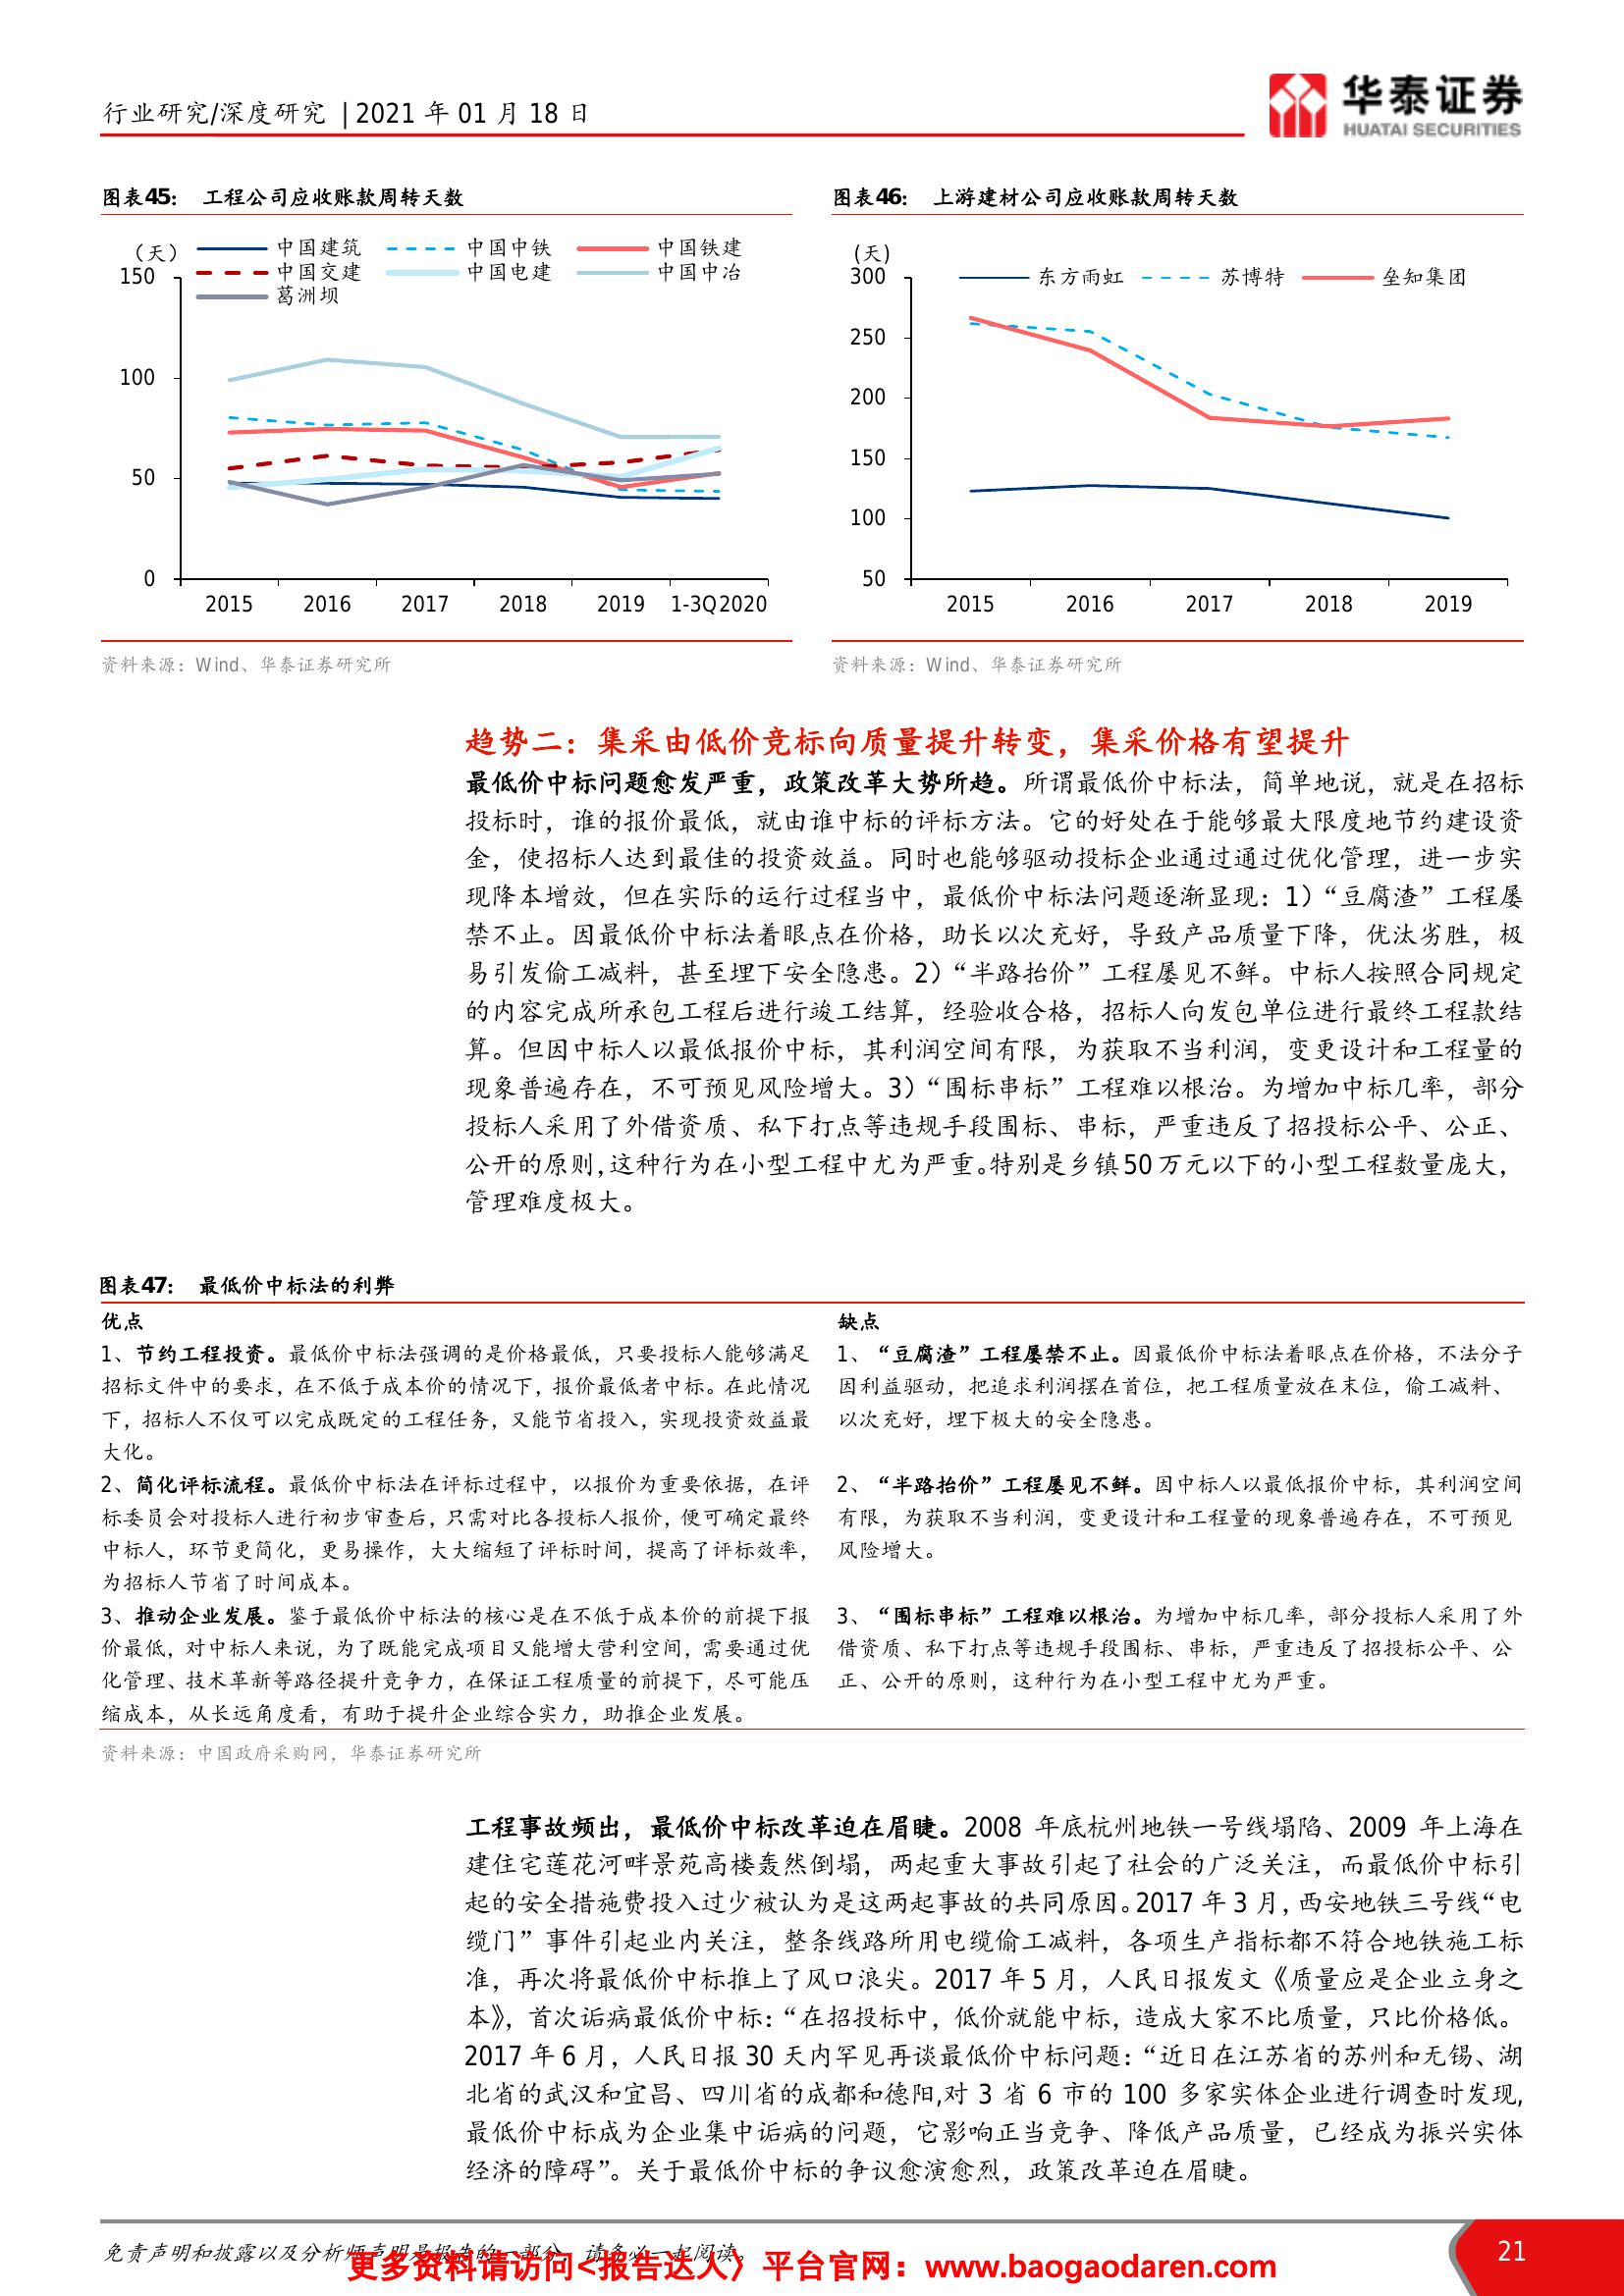 行业研究/深度研究 | 2021 年 01 月 18 日
华泰证券
HUATAI SECURITIES
图表45： 工程公司应收账款周转天数
（天）
中国建筑 中国中铁 中国铁建
中国交建 中国电建 中国中冶
葛洲坝
150
100
50
0
2015 2016 2017 2018 2019 1-3Q2020
资料来源：Wind、华泰证券研究所
图表46： 上游建材公司应收账款周转天数
(天)
东方雨虹 苏博特 垒知集团
300
250
200
150
100
50
2015 2016 2017 2018 2019
资料来源：Wind、华泰证券研究所
趋势二：集采由低价竞标向质量提升转变，集采价格有望提升
最低价中标问题愈发严重，政策改革大势所趋。所谓最低价中标法，简单地说，就是在招标
投标时，谁的报价最低，就由谁中标的评标方法。它的好处在于能够最大限度地节约建设资
金，使招标人达到最佳的投资效益。同时也能够驱动投标企业通过通过优化管理，进一步实
现降本增效，但在实际的运行过程当中，最低价中标法问题逐渐显现：1）“豆腐渣”工程屡
禁不止。因最低价中标法着眼点在价格，助长以次充好，导致产品质量下降，优汰劣胜，极
易引发偷工减料，甚至埋下安全隐患。2）“半路抬价”工程屡见不鲜。中标人按照合同规定
的内容完成所承包工程后进行竣工结算，经验收合格，招标人向发包单位进行最终工程款结
算。但因中标人以最低报价中标，其利润空间有限，为获取不当利润，变更设计和工程量的
现象普遍存在，不可预见风险增大。3）“围标串标”工程难以根治。为增加中标几率，部分
投标人采用了外借资质、私下打点等违规手段围标、串标，严重违反了招投标公平、公正、
公开的原则，这种行为在小型工程中尤为严重。特别是乡镇 50 万元以下的小型工程数量庞大，
管理难度极大。
图表47： 最低价中标法的利弊
优点
1、节约工程投资。最低价中标法强调的是价格最低，只要投标人能够满足
招标文件中的要求，在不低于成本价的情况下，报价最低者中标。在此情况
下，招标人不仅可以完成既定的工程任务，又能节省投入，实现投资效益最
大化。
2、简化评标流程。最低价中标法在评标过程中，以报价为重要依据，在评
标委员会对投标人进行初步审查后，只需对比各投标人报价，便可确定最终
中标人，环节更简化，更易操作，大大缩短了评标时间，提高了评标效率，
为招标人节省了时间成本。
3、推动企业发展。鉴于最低价中标法的核心是在不低于成本价的前提下报
价最低，对中标人来说，为了既能完成项目又能增大营利空间，需要通过优
化管理、技术革新等路径提升竞争力，在保证工程质量的前提下，尽可能压
缩成本，从长远角度看，有助于提升企业综合实力，助推企业发展。
缺点
1、“豆腐渣”工程屡禁不止。因最低价中标法着眼点在价格，不法分子
因利益驱动，把追求利润摆在首位，把工程质量放在末位，偷工减料、
以次充好，埋下极大的安全隐患。
2、“半路抬价”工程屡见不鲜。因中标人以最低报价中标，其利润空间
有限，为获取不当利润，变更设计和工程量的现象普遍存在，不可预见
风险增大。
3、“围标串标”工程难以根治。为增加中标几率，部分投标人采用了外
借资质、私下打点等违规手段围标、串标，严重违反了招投标公平、公
正、公开的原则，这种行为在小型工程中尤为严重。
资料来源：中国政府采购网，华泰证券研究所
工程事故频出，最低价中标改革迫在眉睫。2008 年底杭州地铁一号线塌陷、2009 年上海在
建住宅莲花河畔景苑高楼轰然倒塌，两起重大事故引起了社会的广泛关注，而最低价中标引
起的安全措施费投入过少被认为是这两起事故的共同原因。2017 年 3 月，西安地铁三号线“电
缆门”事件引起业内关注，整条线路所用电缆偷工减料，各项生产指标都不符合地铁施工标
准，再次将最低价中标推上了风口浪尖。2017 年 5 月，人民日报发文《质量应是企业立身之
本》，首次诟病最低价中标：“在招投标中，低价就能中标，造成大家不比质量，只比价格低。
2017 年 6 月，人民日报 30 天内罕见再谈最低价中标问题：“近日在江苏省的苏州和无锡、湖
北省的武汉和宜昌、四川省的成都和德阳,对 3 省 6 市的 100 多家实体企业进行调查时发现,
最低价中标成为企业集中诟病的问题，它影响正当竞争、降低产品质量，已经成为振兴实体
经济的障碍”。关于最低价中标的争议愈演愈烈，政策改革迫在眉睫。
免责声明和披露以及分析师声明是报告的一部分，请务必一起阅读。
21
更多资料请访问<报告达人〉平台官网：www.baogaodaren.com